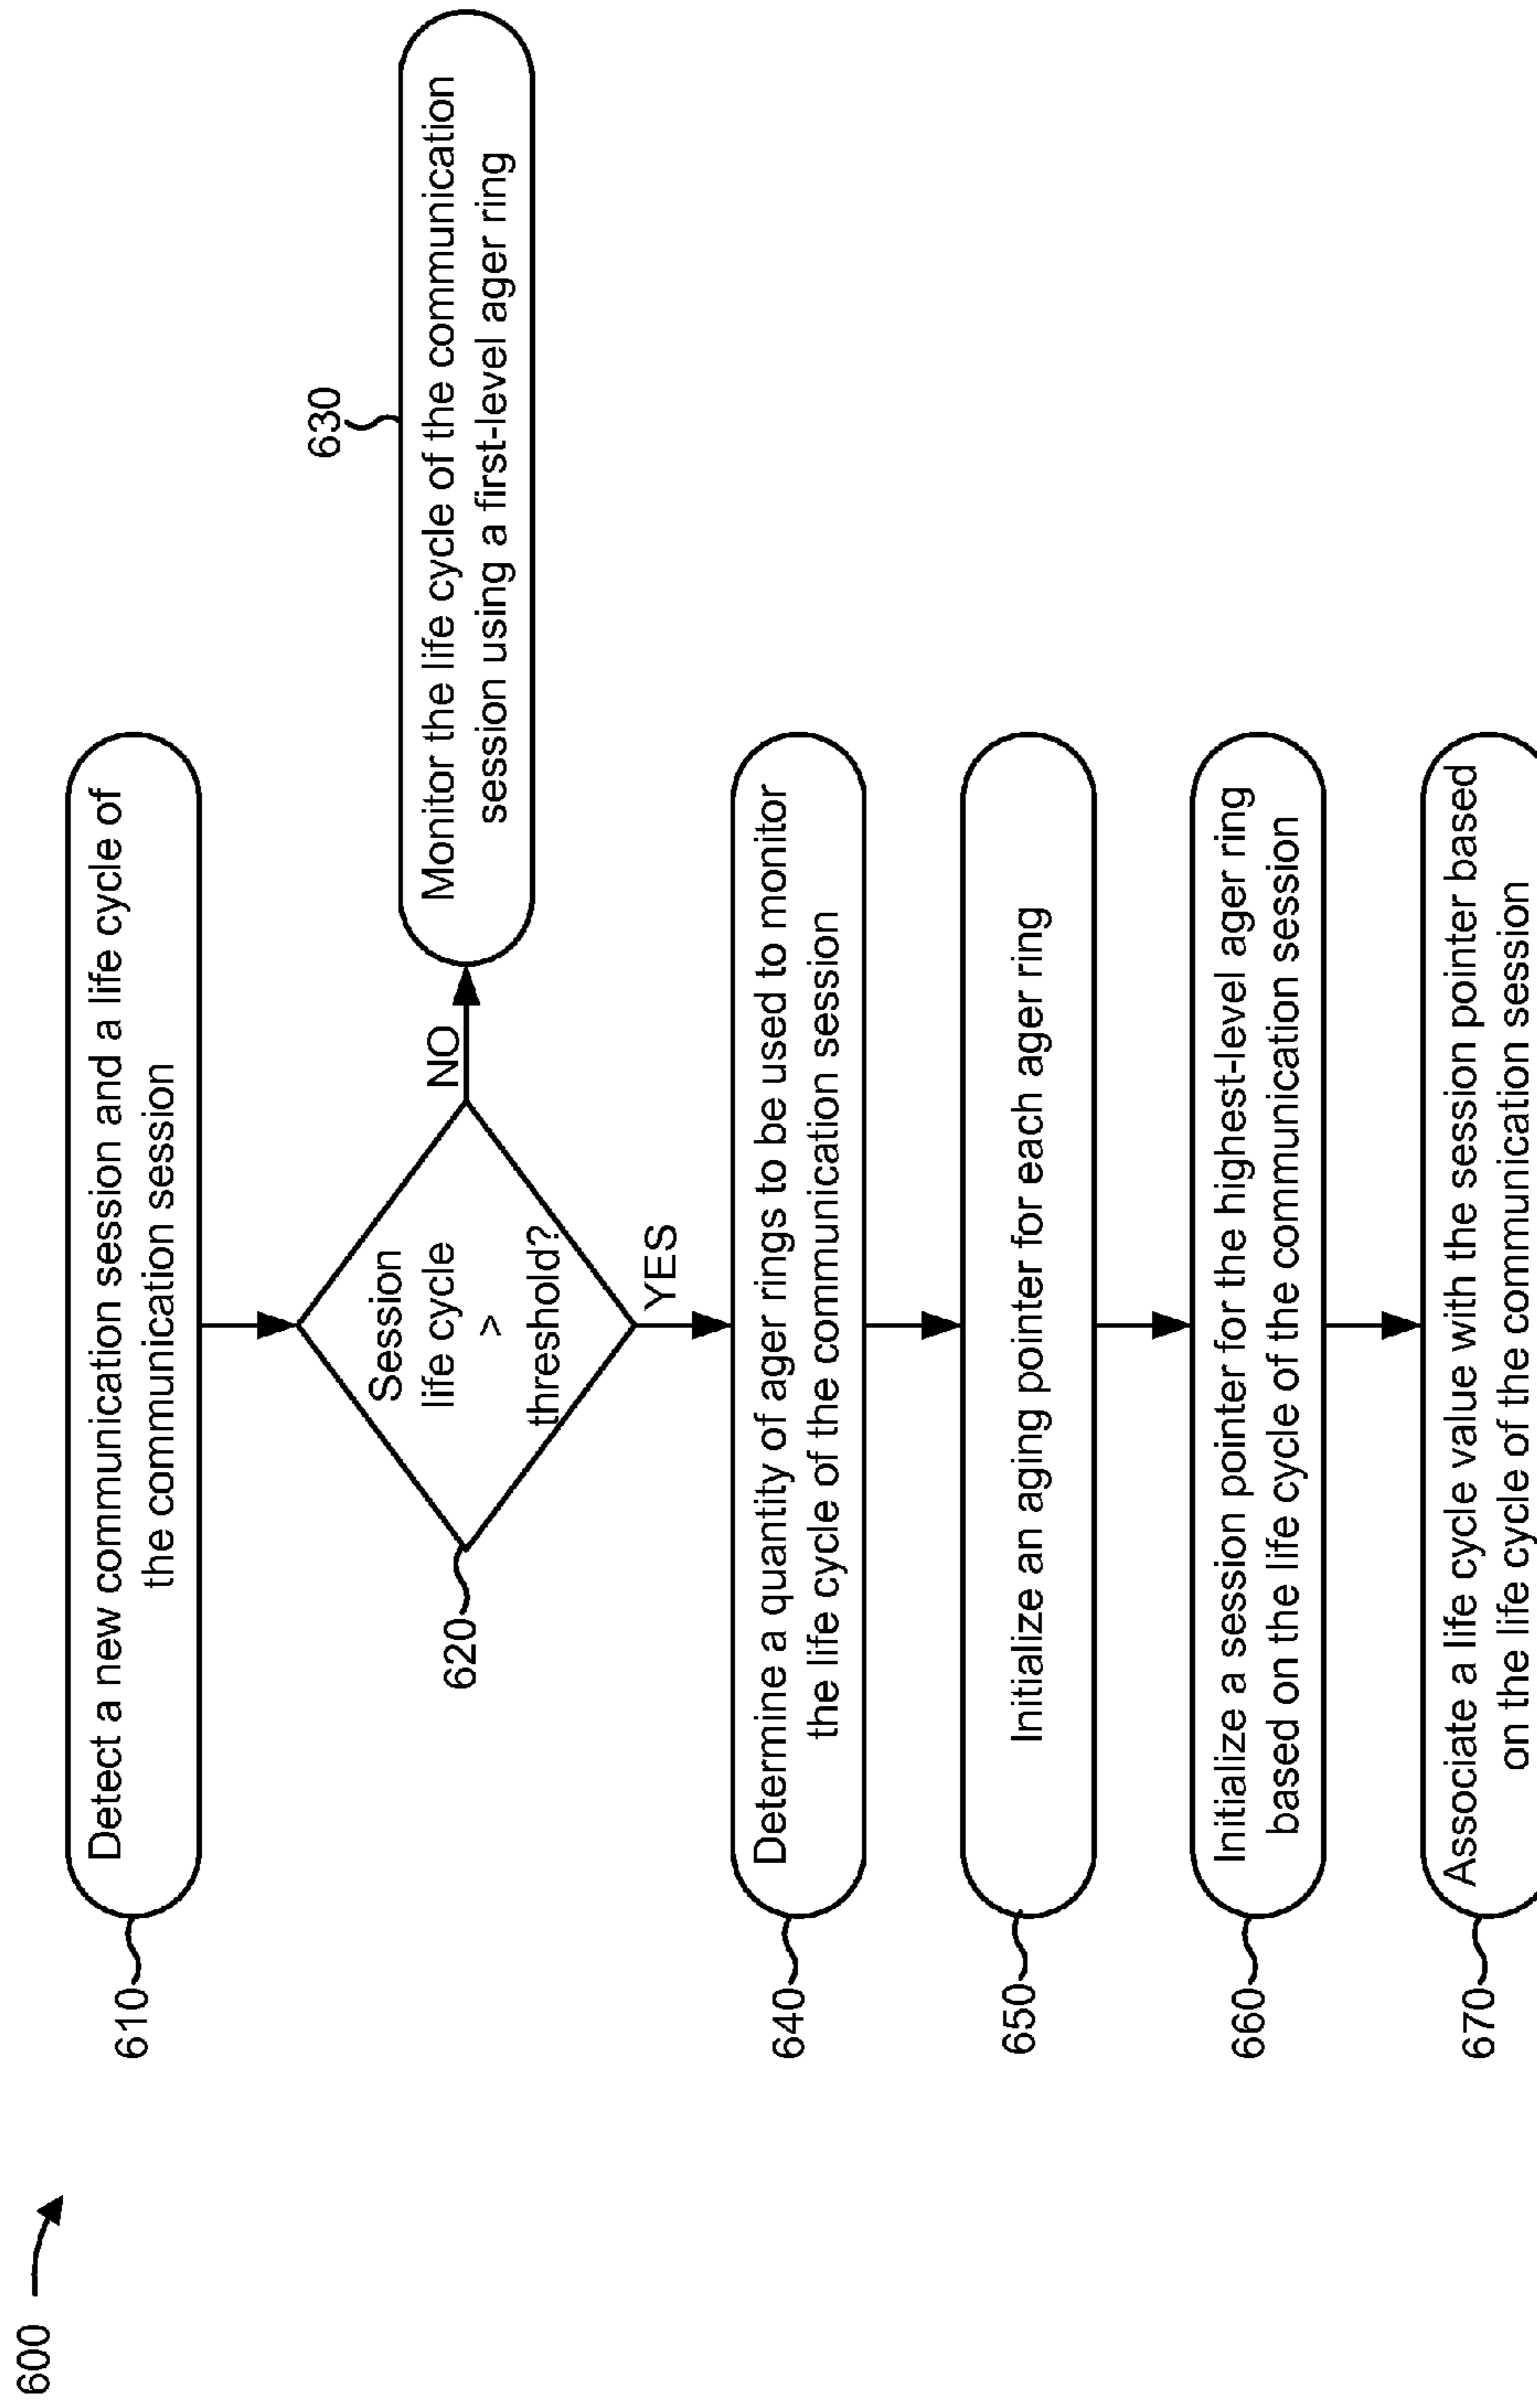 600
610
Detect a new communication session and a life cycle of
the communication session
620
Session
life cycle
>
threshold?
NO
630
Monitor the life cycle of the communication
session using a first-level ager ring
YES
640
Determine a quantity of ager rings to be used to monitor
the life cycle of the communication session
650
Initialize an aging pointer for each ager ring
660
Initialize a session pointer for the highest-level ager ring
based on the life cycle of the communication session
670
Associate a life cycle value with the session pointer based
on the life cycle of the communication session